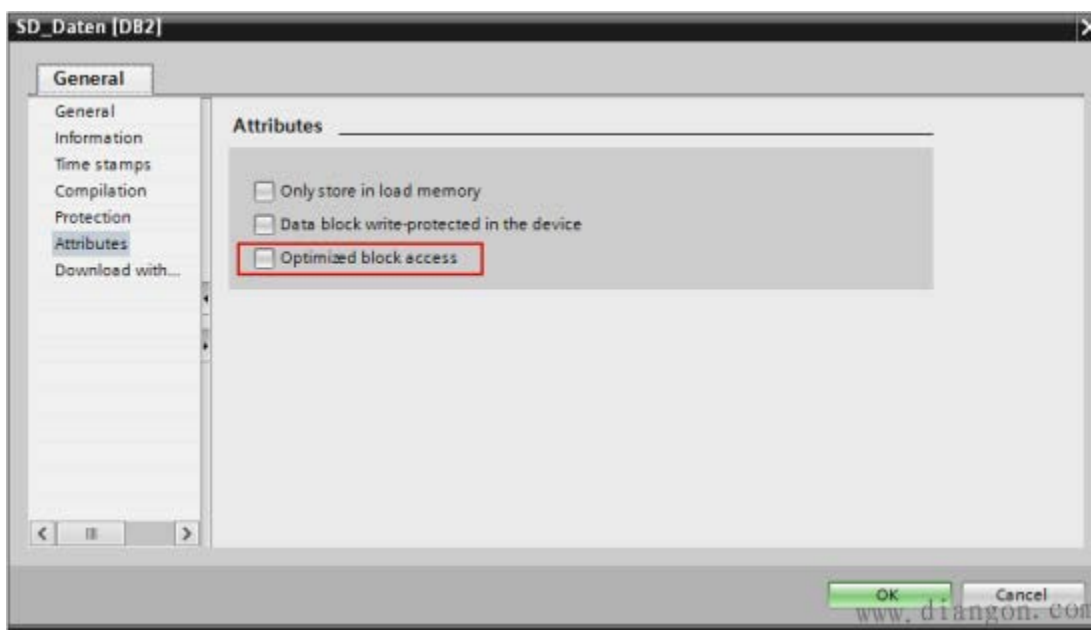 SD_Daten [DB2]
General
General
Information
Time stamps
Compilation
Protection
Attributes
Download with...
Attributes
Only store in load memory
Data block write-protected in the device
Optimized block access
OK
Cancel
www.diangon.com